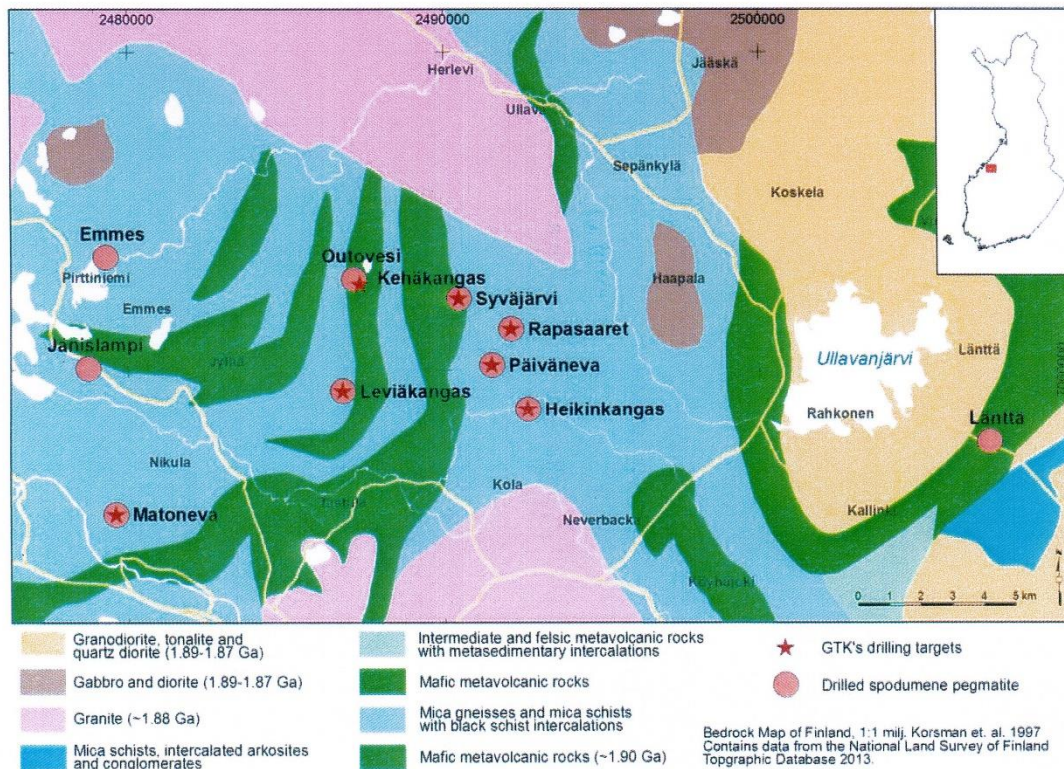 2480000
2490000
2500000
Herlevi
Jääskä
Ullava
Sepänkylä
Koskela
Emmes
Pirttiniemi
Outovesi
Kehäkangas
Syväjärvi
Haapala
Emmes
Rapasaaret
Jänislampi
Päiväneva
Ullavanjärvi
Länttä
Jylhä
Leviäkangas
Heikinkangas
Rahkonen
Länttä
Nikula
Kola
Matoneva
Neverbacka
Kallinki
0 1 2 3 4 5 km
Granodiorite, tonalite and
quartz diorite (1.89-1.87 Ga)
Gabbro and diorite (1.89-1.87 Ga)
Granite (~1.88 Ga)
Mica schists, intercalated arkosites
and conglomerates
Intermediate and felsic metavolcanic rocks
with metasedimentary intercalations
Mafic metavolcanic rocks
Mica gneisses and mica schists
with black schist intercalations
Mafic metavolcanic rocks (~1.90 Ga)
GTK's drilling targets
Drilled spodumene pegmatite
Bedrock Map of Finland, 1:1 milj. Korsman et. al. 1997
Contains data from the National Land Survey of Finland
Topgraphic Database 2013.